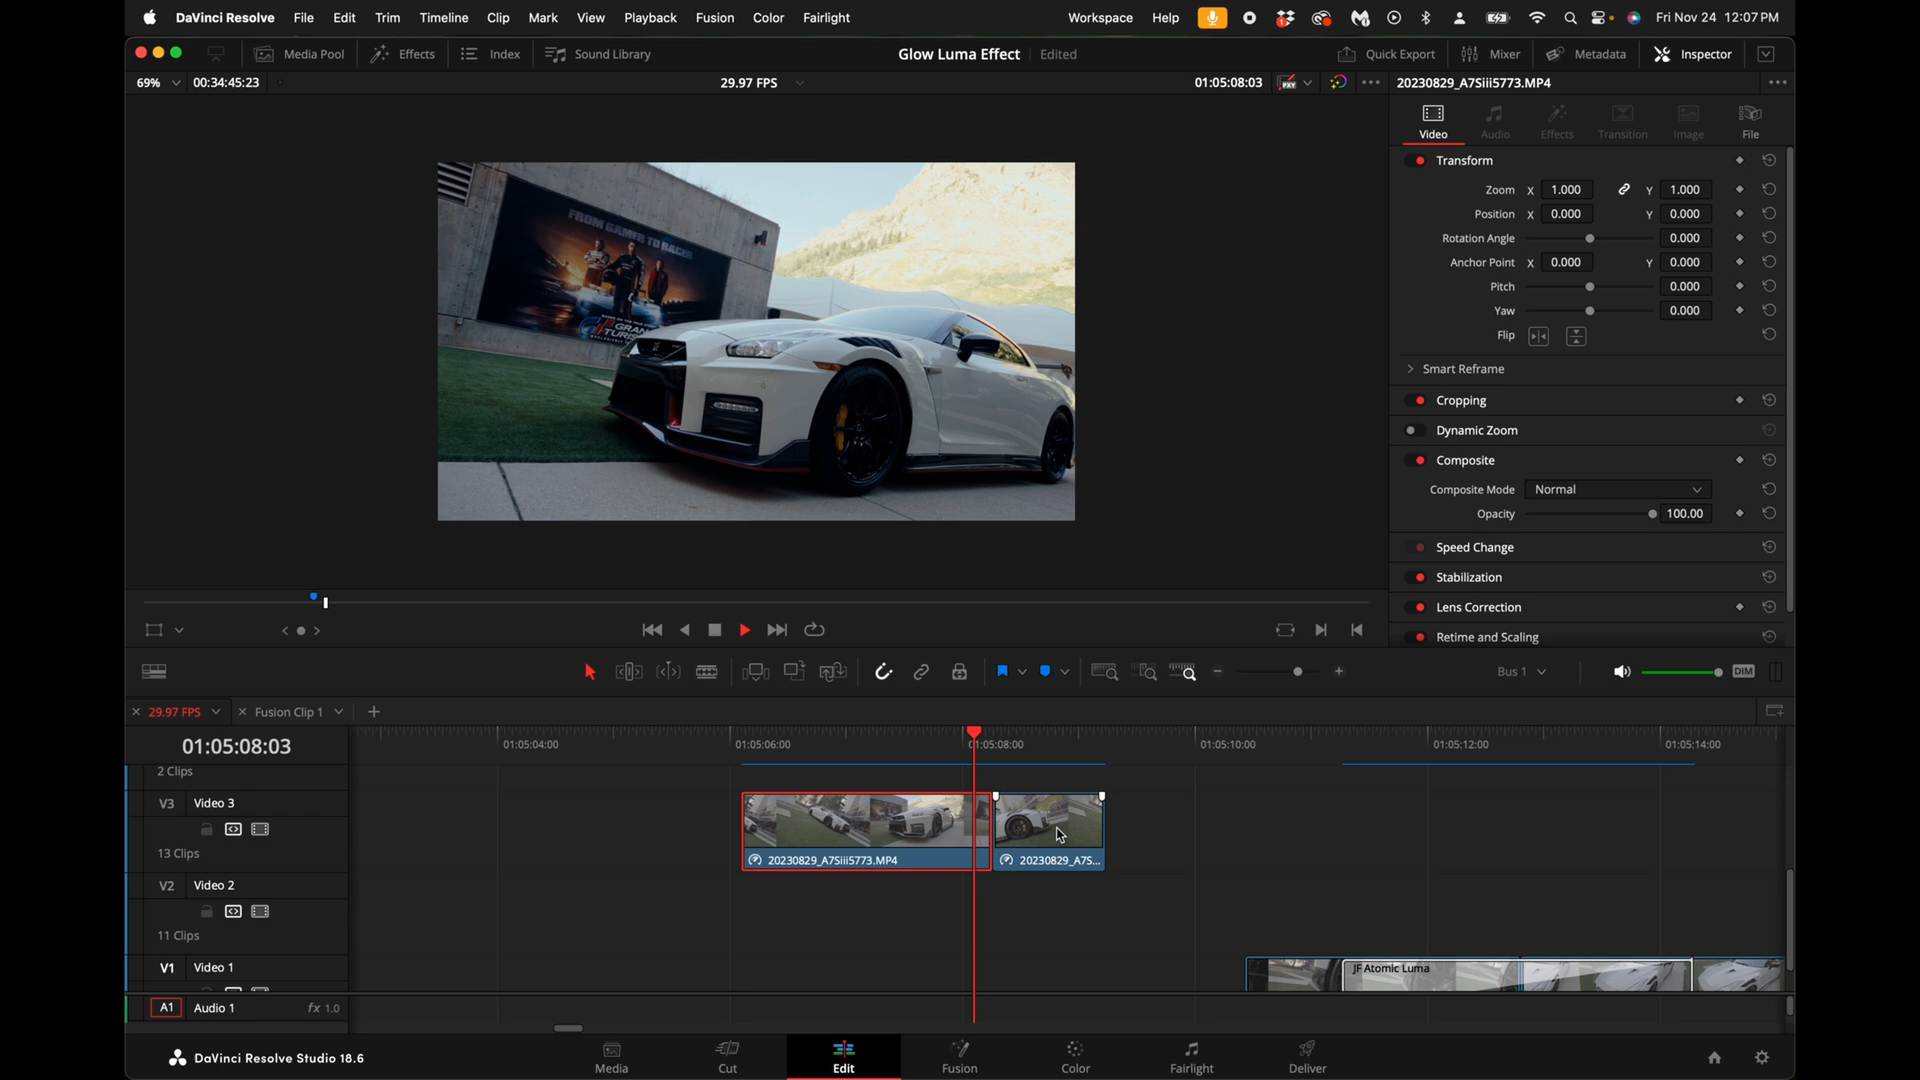 DaVinci Resolve File Edit Trim Timeline Clip Mark View Playback Fusion Color Fairlight Workspace Help Fri Nov 24 12:07 PM
Media Pool Effects Index Sound Library Glow Luma Effect Edited Quick Export Mixer Metadata Inspector
69% 00:34:45:23 29.97 FPS 01:05:08:03 20230829_A7Siii5773.MP4
Video Audio Effects Transition Image File
Transform
Zoom X 1.000 Y 1.000
Position X 0.000 Y 0.000
Rotation Angle 0.000
Anchor Point X 0.000 Y 0.000
Pitch 0.000
Yaw 0.000
Flip
Smart Reframe
Cropping
Dynamic Zoom
Composite
Composite Mode Normal
Opacity 100.00
Speed Change
Stabilization
Lens Correction
Retime and Scaling
FROM GAMER TO RACER
GRAN
TURISMO
Bus 1 DIM
29.97 FPS Fusion Clip 1
01:05:08:03 01:05:04:00 01:05:06:00 01:05:08:00 01:05:10:00 01:05:12:00 01:05:14:00
2 Clips
V3 Video 3
13 Clips
20230829_A7Siii5773.MP4 20230829_A7S...
V2 Video 2
11 Clips
V1 Video 1
JF Atomic Luma
A1 Audio 1 fx 1.0
DaVinci Resolve Studio 18.6 Media Cut Edit Fusion Color Fairlight Deliver